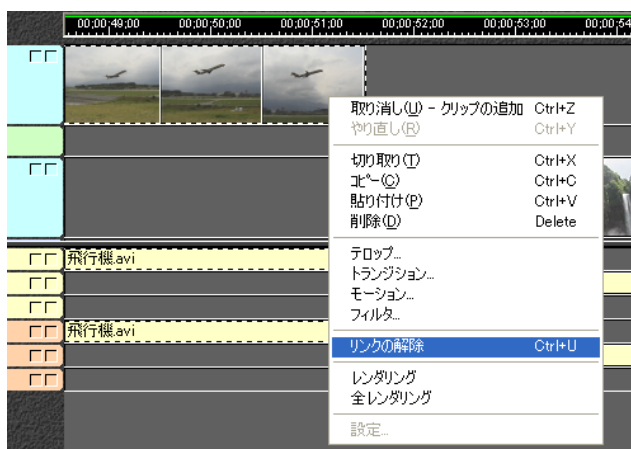 00;00;49;00 00;00;50;00 00;00;51;00 00;00;52;00 00;00;53;00 00;00;54
取り消し(U) - クリップの追加 Ctrl+Z
やり直し(R) Ctrl+Y
切り取り(T) Ctrl+X
コピー(C) Ctrl+C
貼り付け(P) Ctrl+V
削除(D) Delete
テロップ...
トランジション...
モーション...
フィルタ...
リンクの解除 Ctrl+U
レンダリング
全レンダリング
設定...
飛行機.avi
飛行機.avi